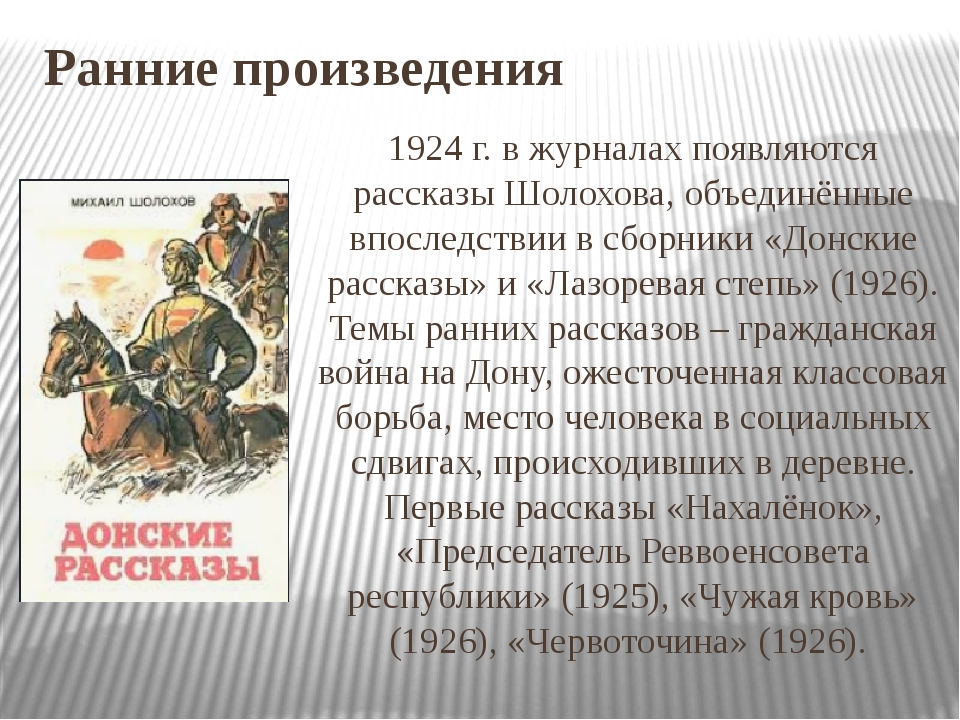 Ранние произведения
МИХАИЛ ШОЛОХОВ
ДОНСКИЕ
РАССКАЗЫ
1924 г. в журналах появляются
рассказы Шолохова, объединённые
впоследствии в сборники «Донские
рассказы» и «Лазоревая степь» (1926).
Темы ранних рассказов – гражданская
война на Дону, ожесточенная классовая
борьба, место человека в социальных
сдвигах, происходивших в деревне.
Первые рассказы «Нахалёнок»,
«Председатель Реввоенсовета
республики» (1925), «Чужая кровь»
(1926), «Червоточина» (1926).